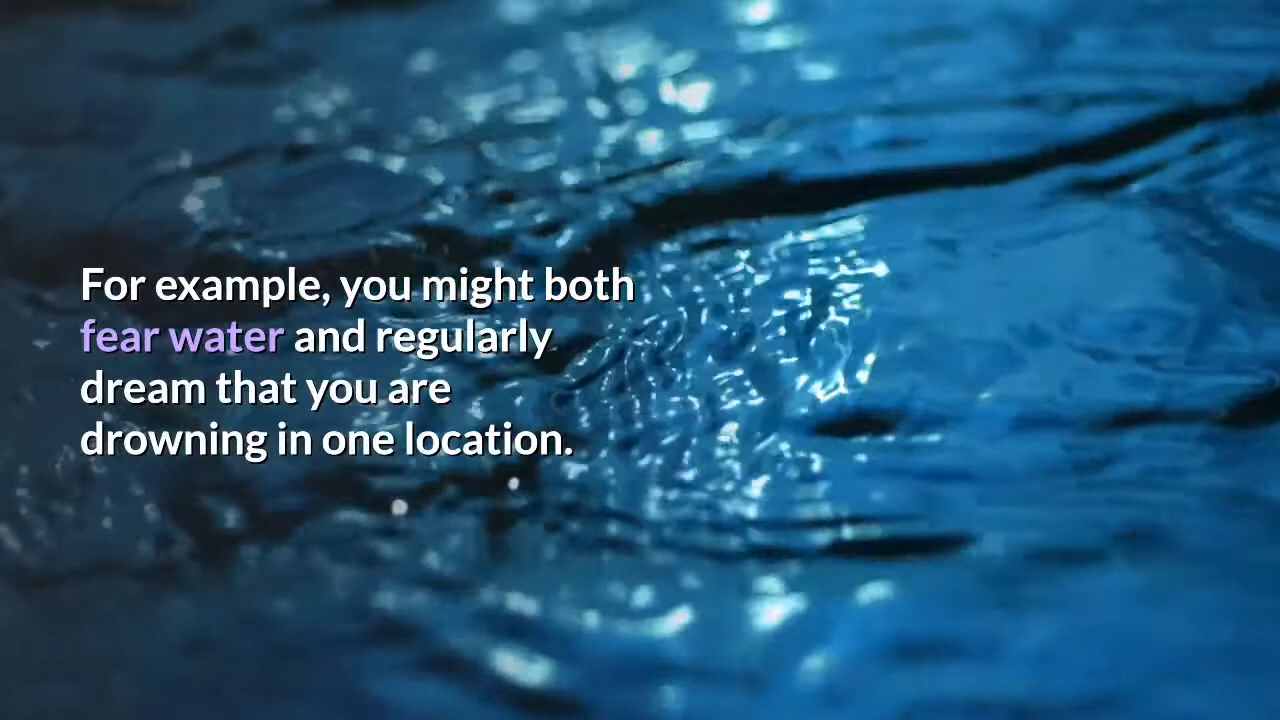 For example, you might both
fear water and regularly
dream that you are
drowning in one location.